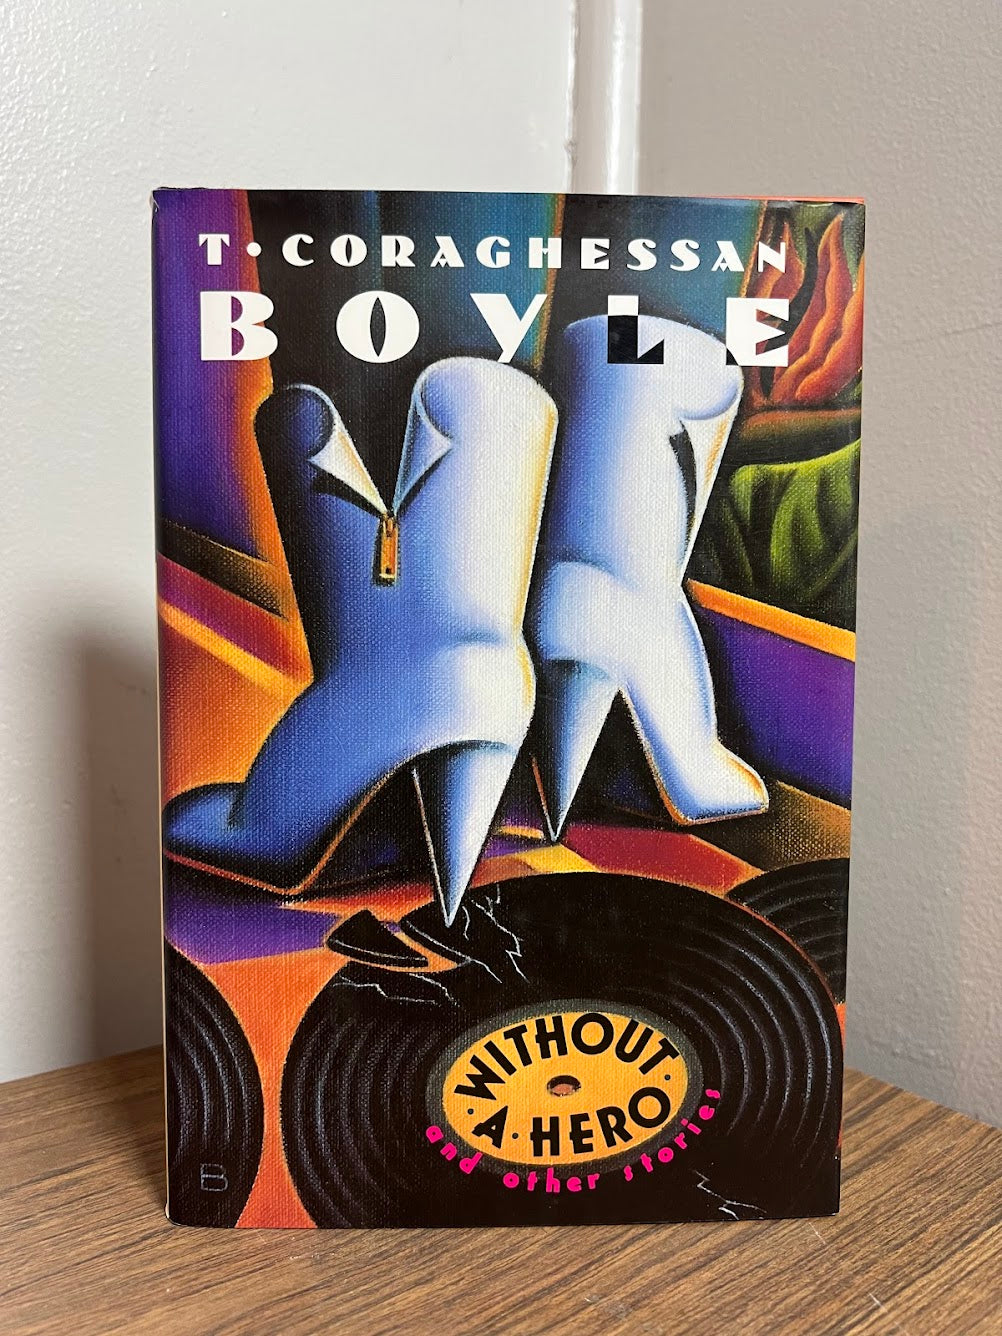 T·CORAGHESSAN
BOYLE
·WITHOUT·
·A·HERO
and other stories
B